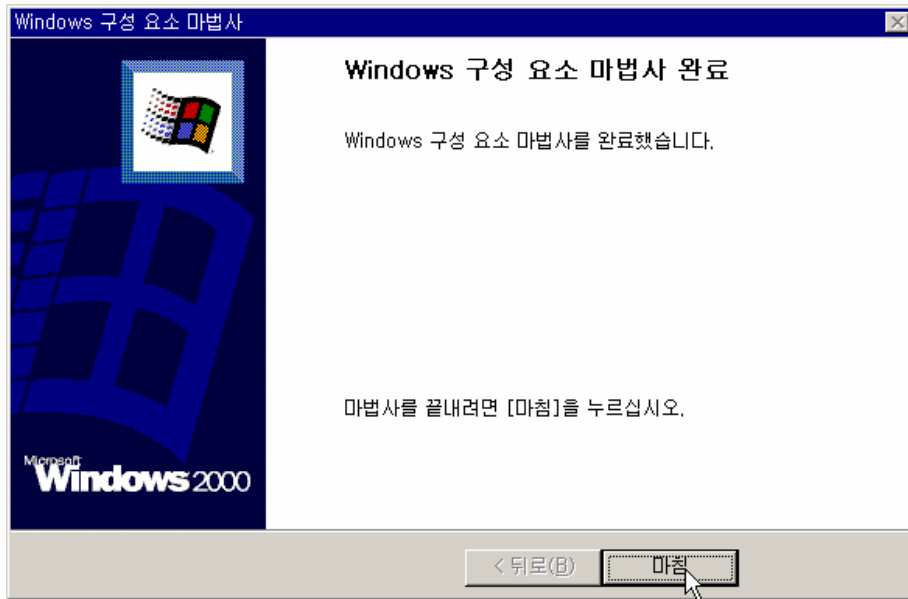 Windows 구성 요소 마법사
Windows 구성 요소 마법사 완료
Windows 구성 요소 마법사를 완료했습니다.
마법사를 끝내려면 [마침]을 누르십시오.
Microsoft
Windows 2000
< 뒤로(B)
마침